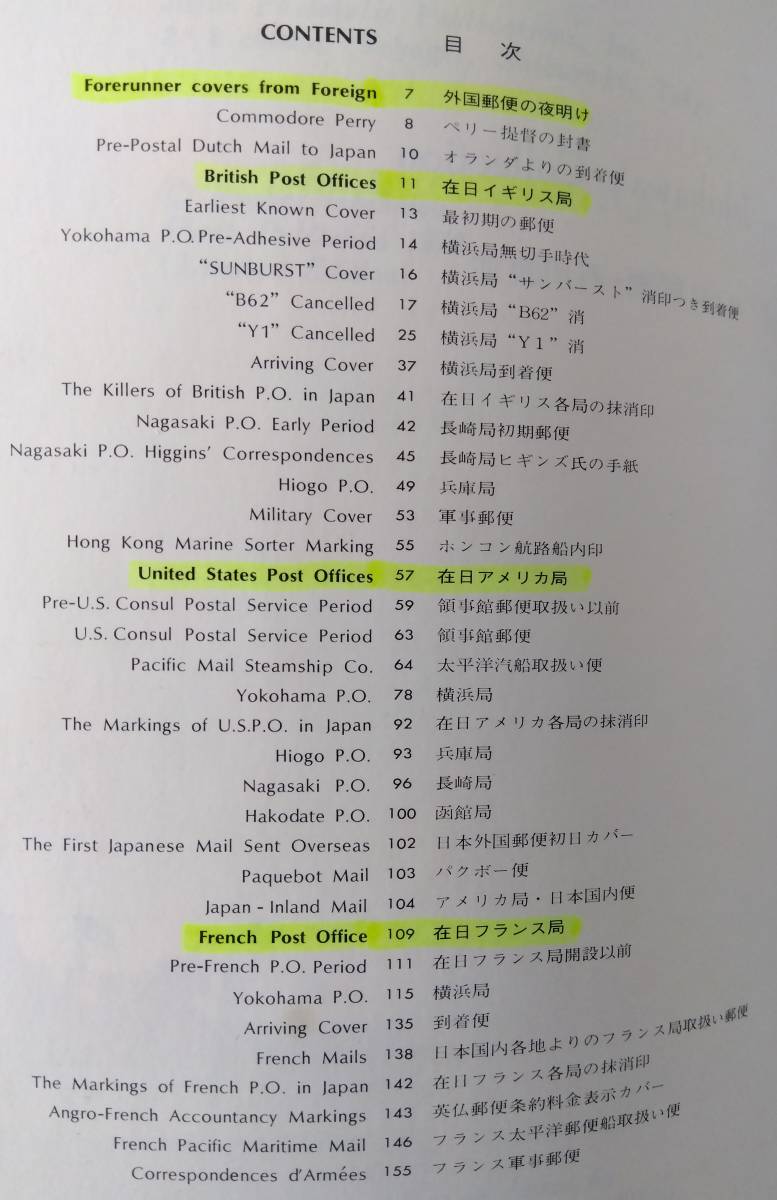 CONTENTS 目 次
Forerunner covers from Foreign 7 外国郵便の夜明け
Commodore Perry 8 ペリー提督の封書
Pre-Postal Dutch Mail to Japan 10 オランダよりの到着便
British Post Offices 11 在日イギリス局
Earliest Known Cover 13 最初期の郵便
Yokohama P.O. Pre-Adhesive Period 14 横浜局無切手時代
“SUNBURST” Cover 16 横浜局“サンバースト”消印つき到着便
“B62” Cancelled 17 横浜局“B62”消
“Y1” Cancelled 25 横浜局“Y1”消
Arriving Cover 37 横浜局到着便
The Killers of British P.O. in Japan 41 在日イギリス各局の抹消印
Nagasaki P.O. Early Period 42 長崎局初期郵便
Nagasaki P.O. Higgins’ Correspondences 45 長崎局ヒギンズ氏の手紙
Hiogo P.O. 49 兵庫局
Military Cover 53 軍事郵便
Hong Kong Marine Sorter Marking 55 ホンコン航路船内印
United States Post Offices 57 在日アメリカ局
Pre-U.S. Consul Postal Service Period 59 領事館郵便取扱い以前
U.S. Consul Postal Service Period 63 領事館郵便
Pacific Mail Steamship Co. 64 太平洋汽船取扱い便
Yokohama P.O. 78 横浜局
The Markings of U.S.P.O. in Japan 92 在日アメリカ各局の抹消印
Hiogo P.O. 93 兵庫局
Nagasaki P.O. 96 長崎局
Hakodate P.O. 100 函館局
The First Japanese Mail Sent Overseas 102 日本外国郵便初日カバー
Paquebot Mail 103 パクボー便
Japan - Inland Mail 104 アメリカ局・日本国内便
French Post Office 109 在日フランス局
Pre-French P.O. Period 111 在日フランス局開設以前
Yokohama P.O. 115 横浜局
Arriving Cover 135 到着便
French Mails 138 日本国内各地よりのフランス局取扱い郵便
The Markings of French P.O. in Japan 142 在日フランス各局の抹消印
Angro-French Accountancy Markings 143 英仏郵便条約料金表示カバー
French Pacific Maritime Mail 146 フランス太平洋郵便船取扱い便
Correspondences d’Armées 155 フランス軍事郵便